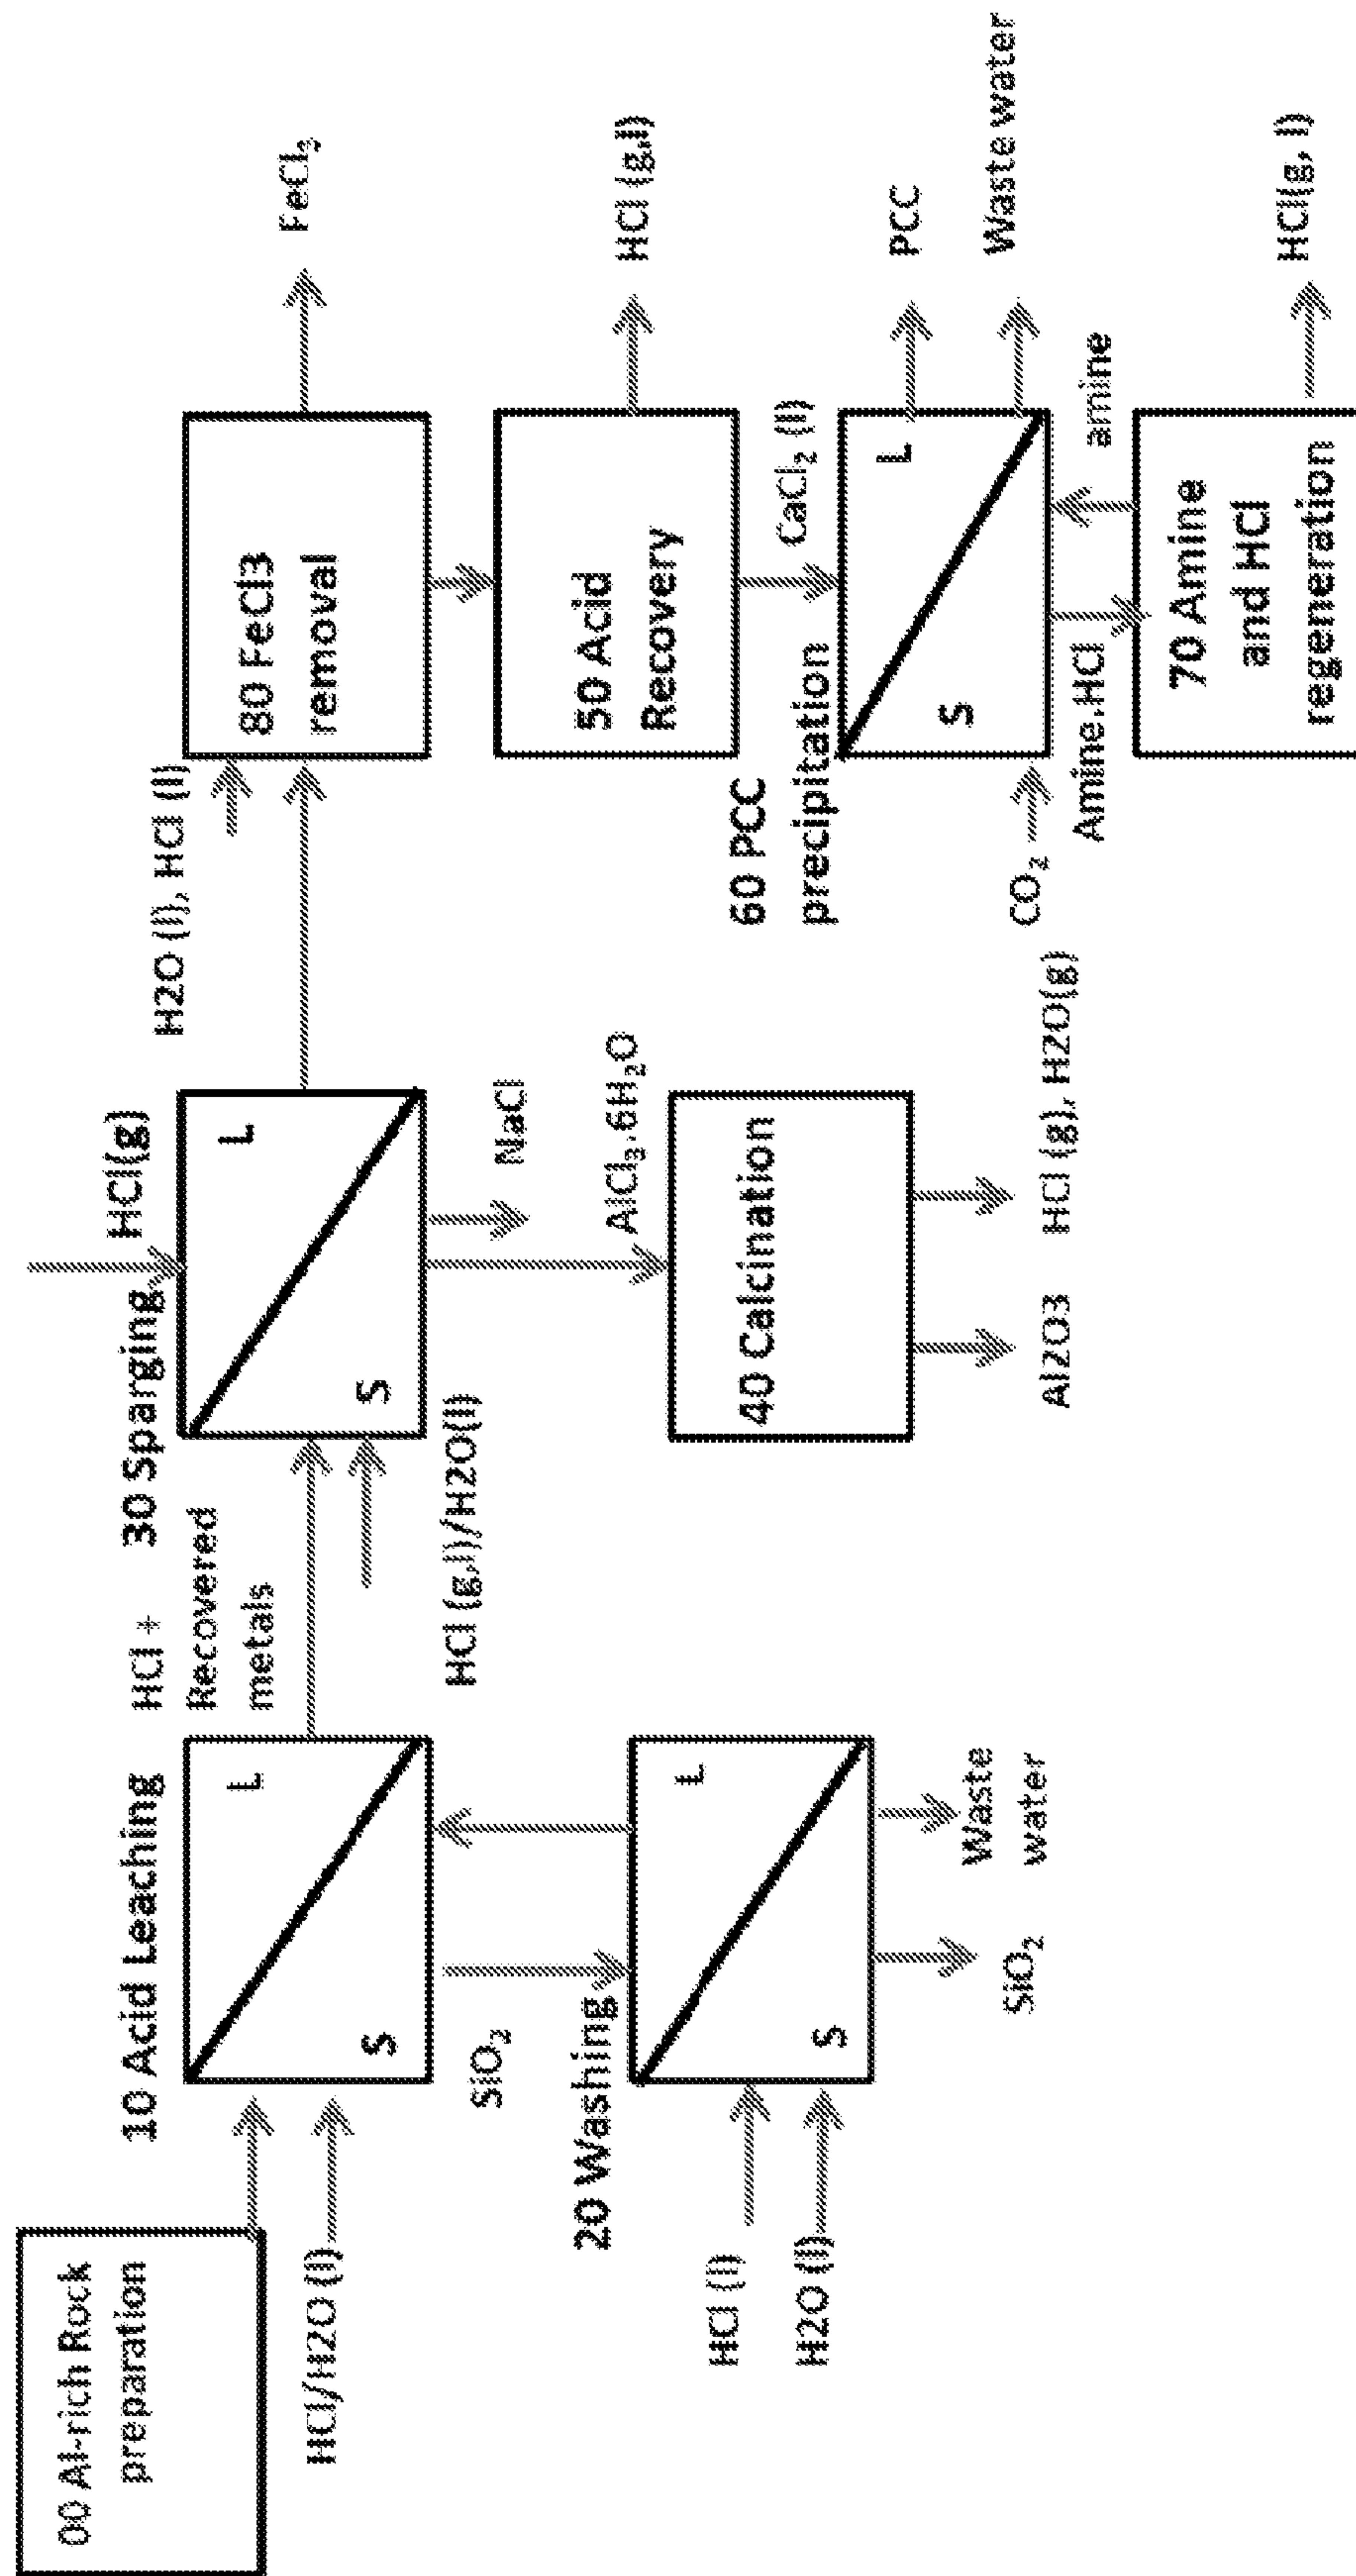 00 Al-rich Rock
preparation
HCl/H2O (l)
10 Acid Leaching
L
S
SiO₂
20 Washing
HCl (l)
H2O (l)
L
S
SiO₂
Waste
water
HCl +
Recovered
metals
30 Sparging
HCl(g)
L
S
HCl (g,l)/H2O(l)
NaCl
AlCl₃.6H₂O
40 Calcination
Al2O3
HCl (g), H2O(g)
H2O (l), HCl (l)
80 FeCl3
removal
FeCl₃
50 Acid
Recovery
HCl (g,l)
CaCl₂ (l)
60 PCC
precipitation
L
S
PCC
Waste water
CO₂
Amine.HCl
amine
70 Amine
and HCl
regeneration
HCl(g, l)